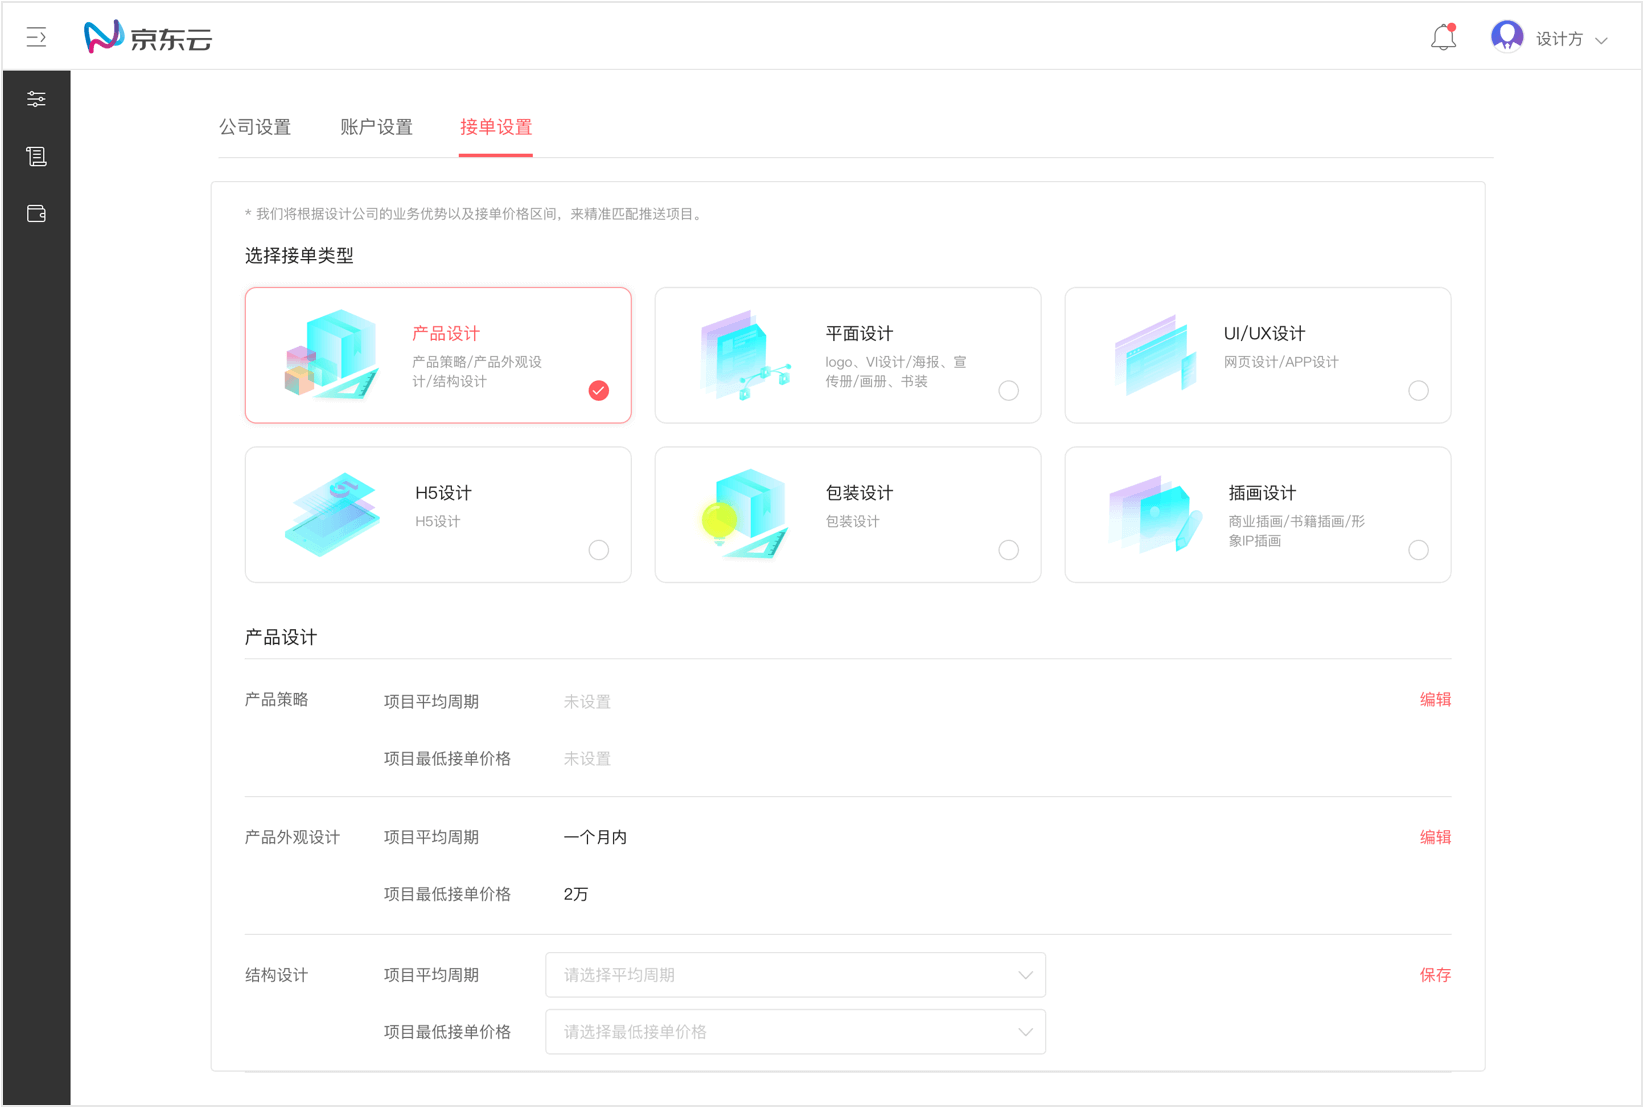 京东云
设计方
公司设置
账户设置
接单设置
* 我们将根据设计公司的业务优势以及接单价格区间，来精准匹配推送项目。
选择接单类型
产品设计
产品策略/产品外观设
计/结构设计
平面设计
logo、VI设计/海报、宣
传册/画册、书装
UI/UX设计
网页设计/APP设计
H5设计
H5设计
包装设计
包装设计
插画设计
商业插画/书籍插画/形
象IP插画
产品设计
产品策略
项目平均周期
未设置
编辑
项目最低接单价格
未设置
产品外观设计
项目平均周期
一个月内
编辑
项目最低接单价格
2万
结构设计
项目平均周期
请选择平均周期
保存
项目最低接单价格
请选择最低接单价格